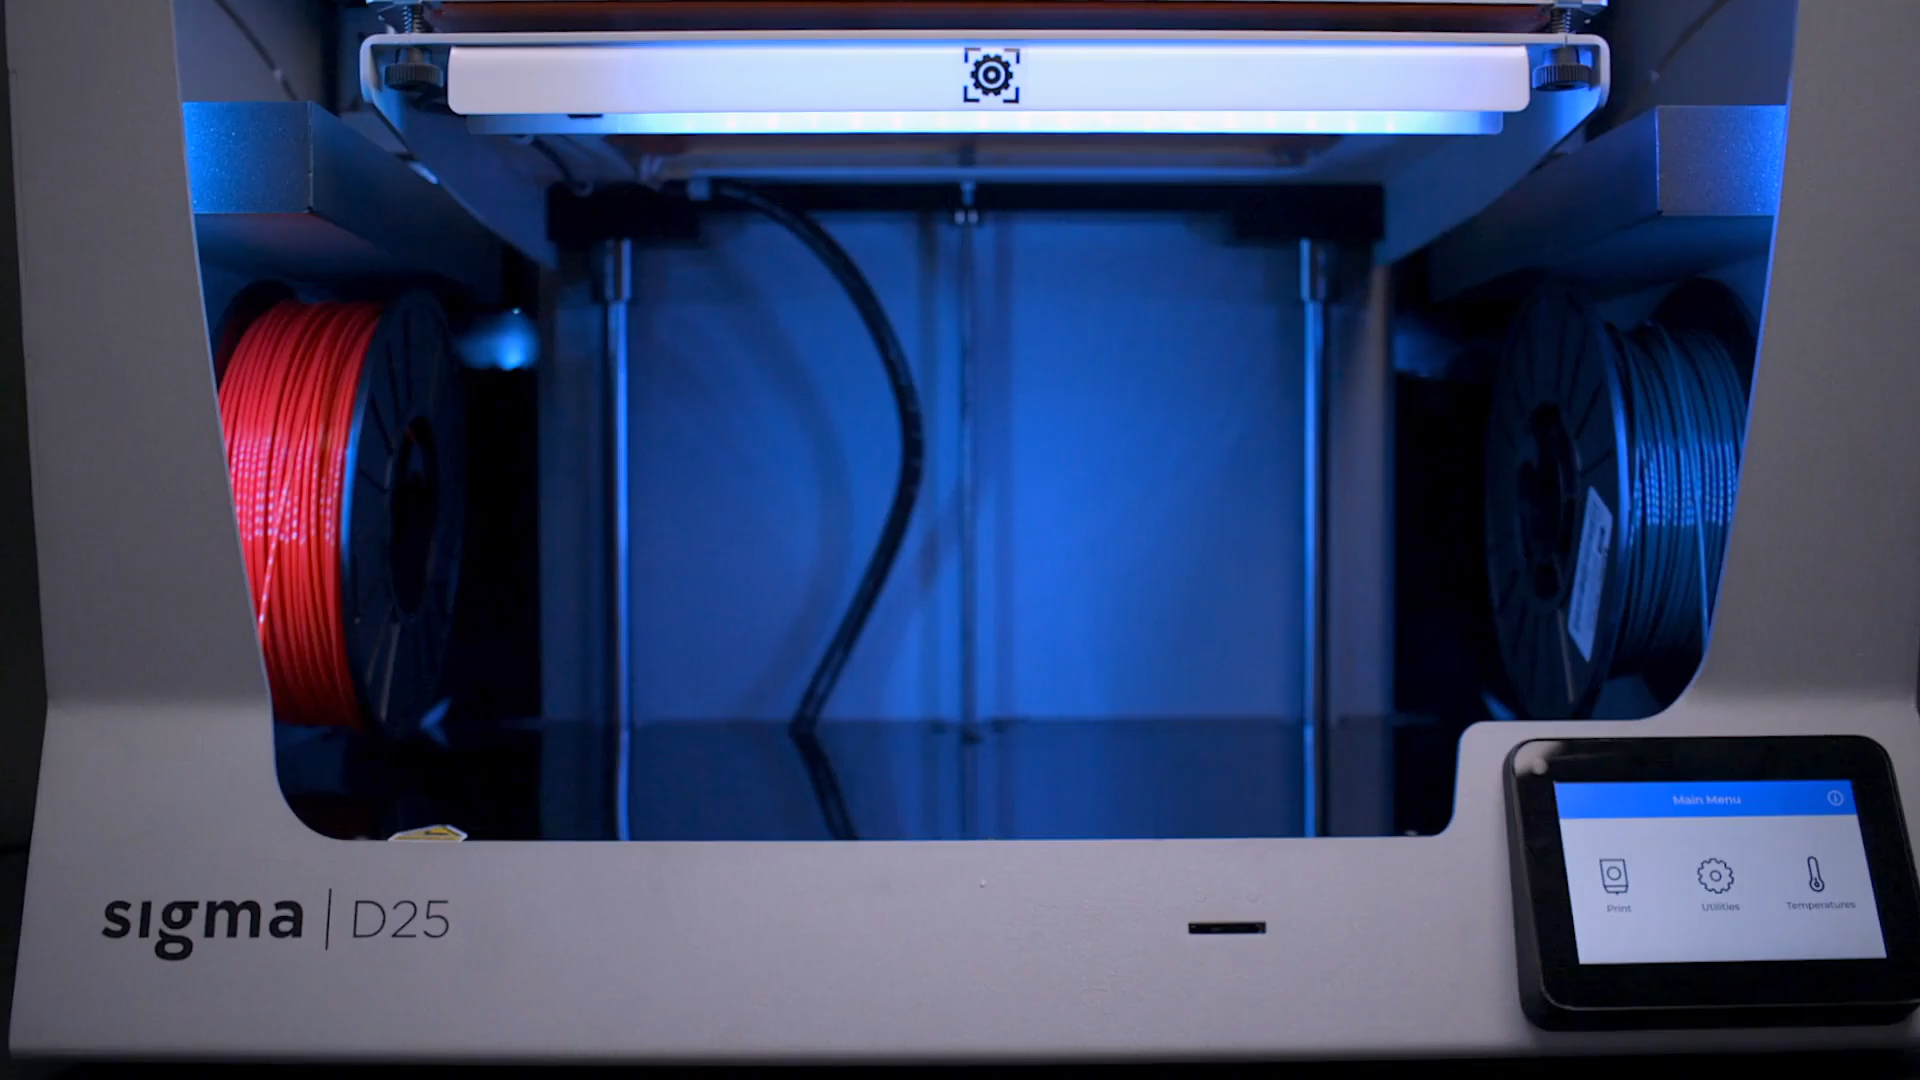 Main Menu
Print
Utilities
Temperatures
sigma | D25